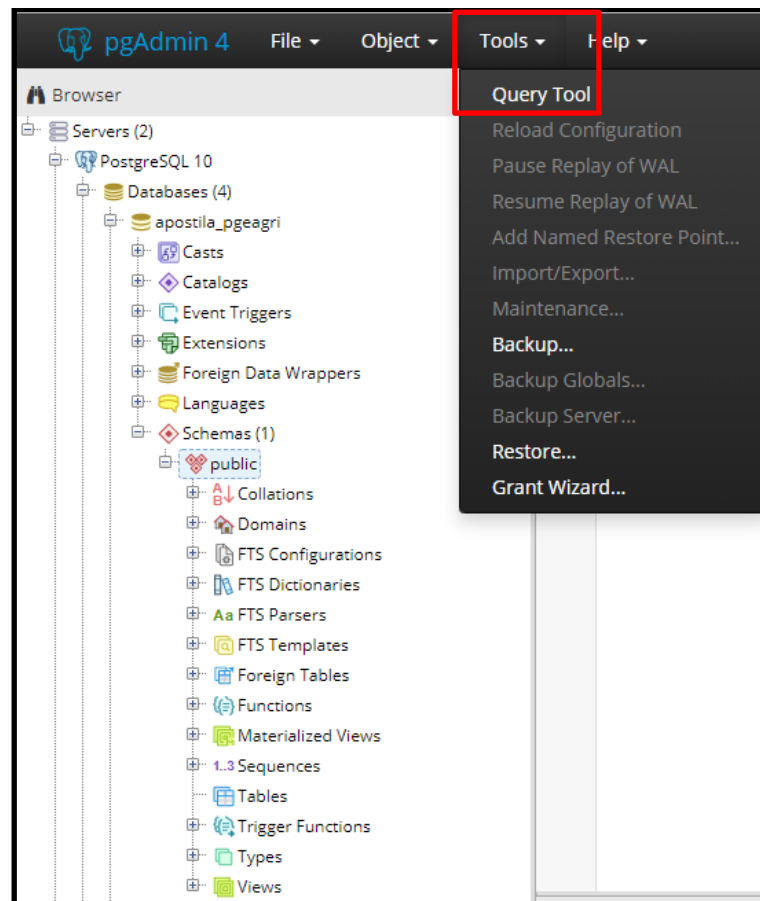 pgAdmin 4 File Object Tools Help
Browser
Servers (2)
PostgreSQL 10
Databases (4)
apostila_pgeagri
Casts
Catalogs
Event Triggers
Extensions
Foreign Data Wrappers
Languages
Schemas (1)
public
Collations
Domains
FTS Configurations
FTS Dictionaries
Aa FTS Parsers
FTS Templates
Foreign Tables
Functions
Materialized Views
1..3 Sequences
Tables
Trigger Functions
Types
Views
Query Tool
Reload Configuration
Pause Replay of WAL
Resume Replay of WAL
Add Named Restore Point...
Import/Export...
Maintenance...
Backup...
Backup Globals...
Backup Server...
Restore...
Grant Wizard...